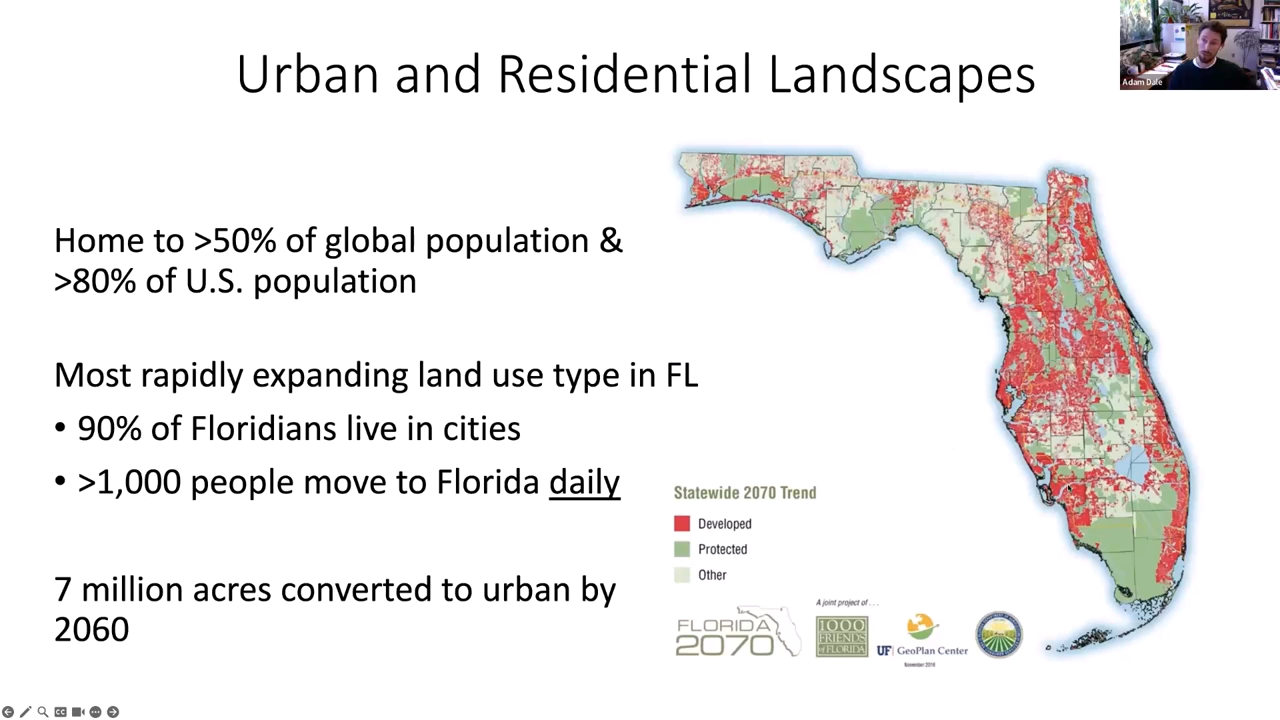 Urban and Residential Landscapes
Adam Dale
Home to >50% of global population &
>80% of U.S. population
Most rapidly expanding land use type in FL
• 90% of Floridians live in cities
• >1,000 people move to Florida daily
7 million acres converted to urban by
2060
Statewide 2070 Trend
Developed
Protected
Other
A joint project of . . .
FLORIDA
2070
1000
FRIENDS
OF FLORIDA
UF GeoPlan Center
November 2016